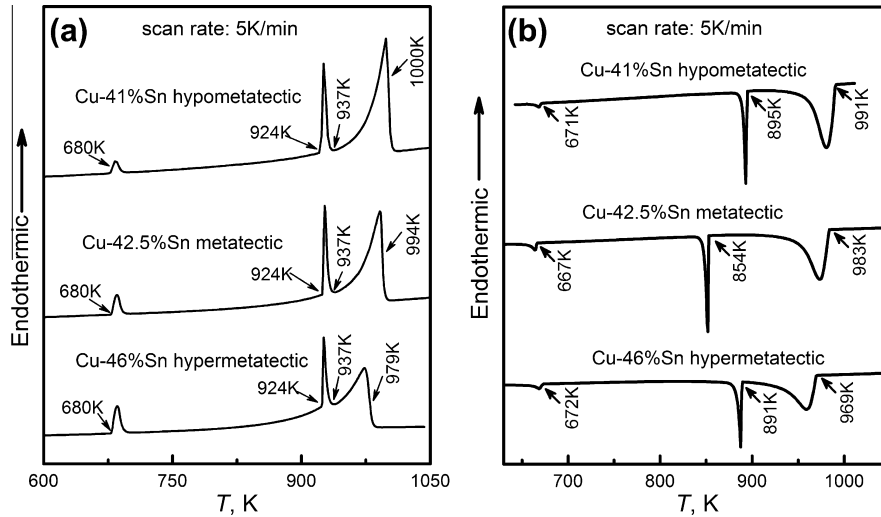 (a)
scan rate: 5K/min
Cu-41%Sn hypometatectic
680K
924K
937K
1000K
Cu-42.5%Sn metatectic
680K
924K
937K
994K
Cu-46%Sn hypermetatectic
680K
924K
937K
979K
Endothermic
600
750
900
1050
T, K
(b)
scan rate: 5K/min
Cu-41%Sn hypometatectic
671K
895K
991K
Cu-42.5%Sn metatectic
667K
854K
983K
Cu-46%Sn hypermetatectic
672K
891K
969K
Endothermic
700
800
900
1000
T, K